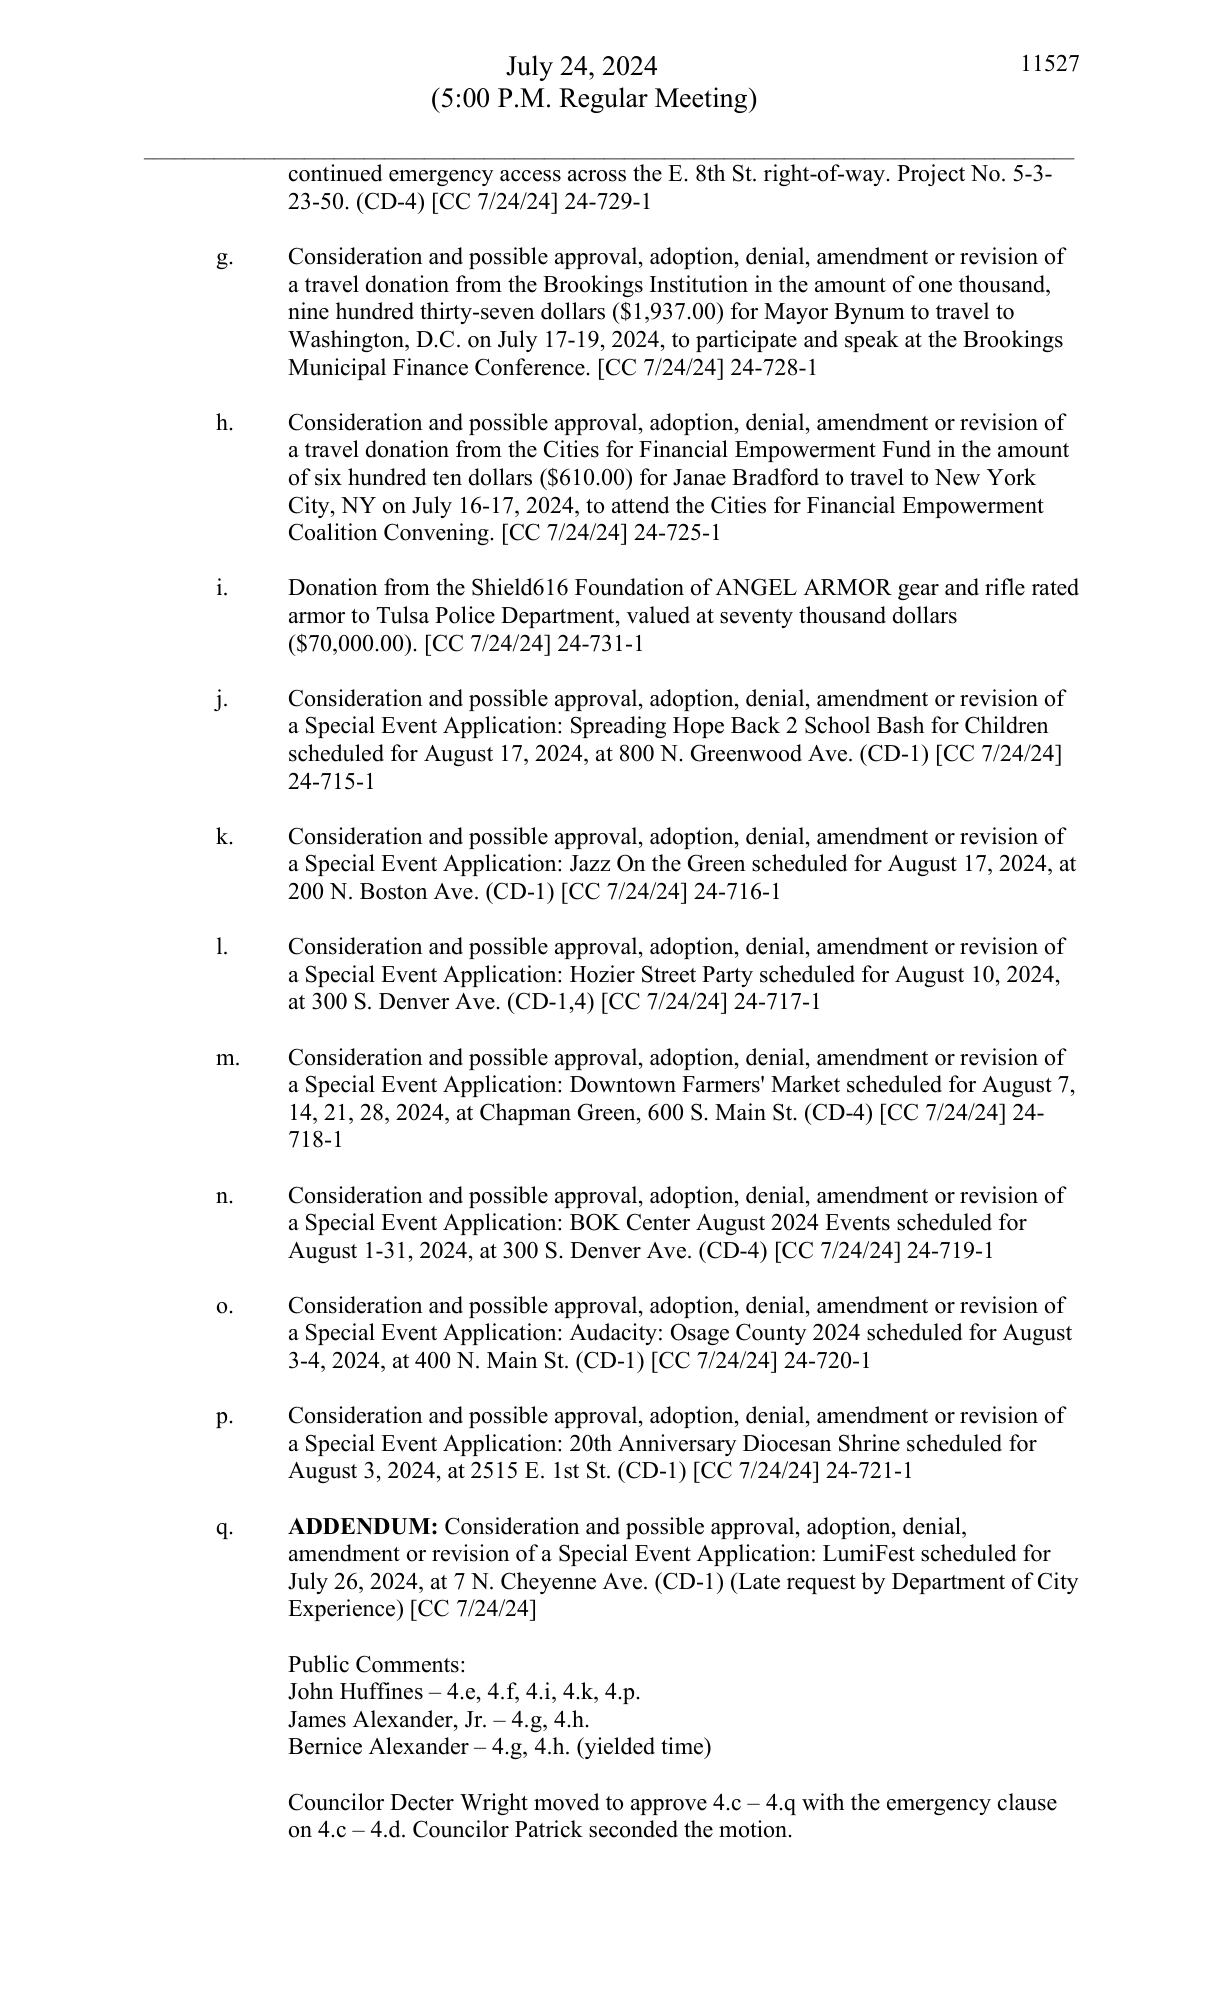 July 24, 2024
11527
(5:00 P.M. Regular Meeting)
continued emergency access across the E. 8th St. right-of-way. Project No. 5-3-
23-50. (CD-4) [CC 7/24/24] 24-729-1
g. Consideration and possible approval, adoption, denial, amendment or revision of
a travel donation from the Brookings Institution in the amount of one thousand,
nine hundred thirty-seven dollars ($1,937.00) for Mayor Bynum to travel to
Washington, D.C. on July 17-19, 2024, to participate and speak at the Brookings
Municipal Finance Conference. [CC 7/24/24] 24-728-1
h. Consideration and possible approval, adoption, denial, amendment or revision of
a travel donation from the Cities for Financial Empowerment Fund in the amount
of six hundred ten dollars ($610.00) for Janae Bradford to travel to New York
City, NY on July 16-17, 2024, to attend the Cities for Financial Empowerment
Coalition Convening. [CC 7/24/24] 24-725-1
i. Donation from the Shield616 Foundation of ANGEL ARMOR gear and rifle rated
armor to Tulsa Police Department, valued at seventy thousand dollars
($70,000.00). [CC 7/24/24] 24-731-1
j. Consideration and possible approval, adoption, denial, amendment or revision of
a Special Event Application: Spreading Hope Back 2 School Bash for Children
scheduled for August 17, 2024, at 800 N. Greenwood Ave. (CD-1) [CC 7/24/24]
24-715-1
k. Consideration and possible approval, adoption, denial, amendment or revision of
a Special Event Application: Jazz On the Green scheduled for August 17, 2024, at
200 N. Boston Ave. (CD-1) [CC 7/24/24] 24-716-1
l. Consideration and possible approval, adoption, denial, amendment or revision of
a Special Event Application: Hozier Street Party scheduled for August 10, 2024,
at 300 S. Denver Ave. (CD-1,4) [CC 7/24/24] 24-717-1
m. Consideration and possible approval, adoption, denial, amendment or revision of
a Special Event Application: Downtown Farmers' Market scheduled for August 7,
14, 21, 28, 2024, at Chapman Green, 600 S. Main St. (CD-4) [CC 7/24/24] 24-
718-1
n. Consideration and possible approval, adoption, denial, amendment or revision of
a Special Event Application: BOK Center August 2024 Events scheduled for
August 1-31, 2024, at 300 S. Denver Ave. (CD-4) [CC 7/24/24] 24-719-1
o. Consideration and possible approval, adoption, denial, amendment or revision of
a Special Event Application: Audacity: Osage County 2024 scheduled for August
3-4, 2024, at 400 N. Main St. (CD-1) [CC 7/24/24] 24-720-1
p. Consideration and possible approval, adoption, denial, amendment or revision of
a Special Event Application: 20th Anniversary Diocesan Shrine scheduled for
August 3, 2024, at 2515 E. 1st St. (CD-1) [CC 7/24/24] 24-721-1
q. ADDENDUM: Consideration and possible approval, adoption, denial,
amendment or revision of a Special Event Application: LumiFest scheduled for
July 26, 2024, at 7 N. Cheyenne Ave. (CD-1) (Late request by Department of City
Experience) [CC 7/24/24]
Public Comments:
John Huffines – 4.e, 4.f, 4.i, 4.k, 4.p.
James Alexander, Jr. – 4.g, 4.h.
Bernice Alexander – 4.g, 4.h. (yielded time)
Councilor Decter Wright moved to approve 4.c – 4.q with the emergency clause
on 4.c – 4.d. Councilor Patrick seconded the motion.